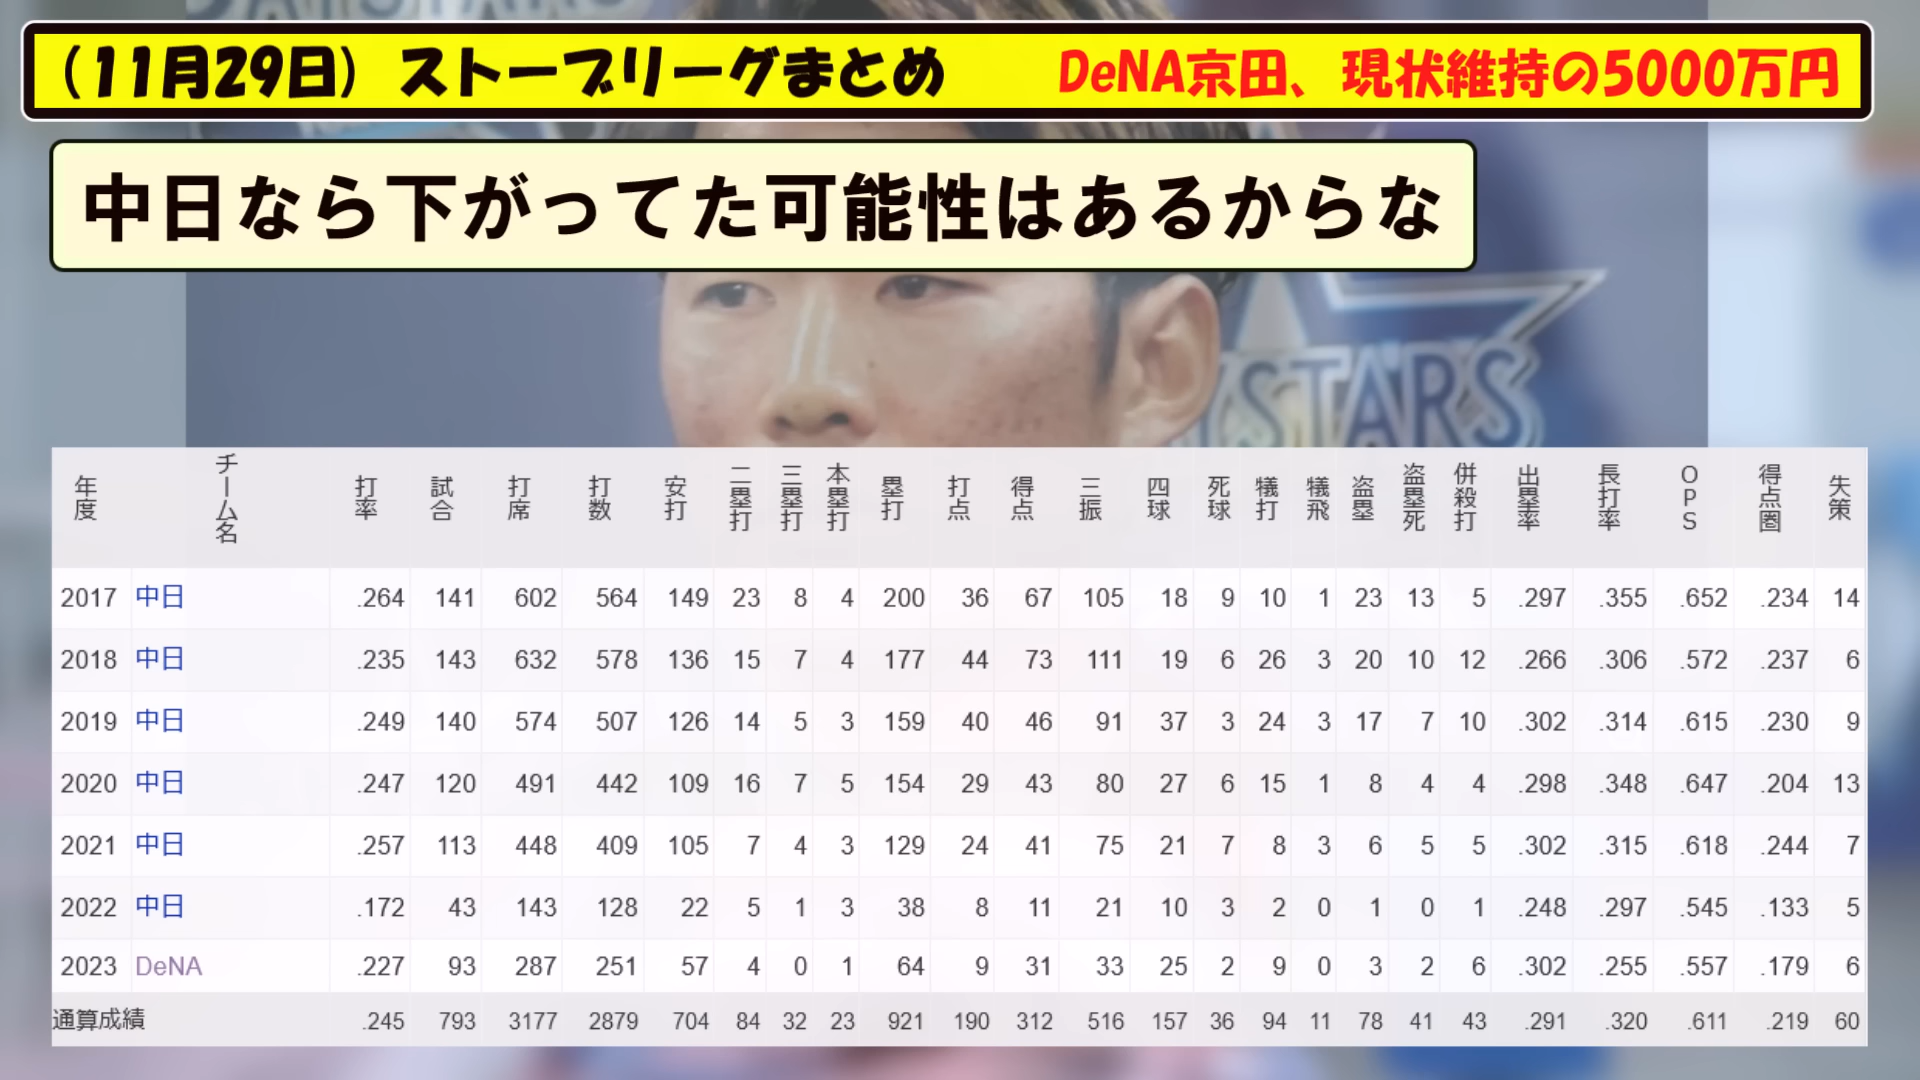 (11月29日) ストーブリーグまとめ DeNA京田、現状維持の5000万円
中日なら下がってた可能性はあるからな
YSTARS
年度 チーム名 打率 試合 打席 打数 安打 二塁打 三塁打 本塁打 塁打 打点 得点 三振 四球 死球 犠打 犠飛 盗塁 盗塁死 併殺打 出塁率 長打率 OPS 得点圏 失策
2017 中日 .264 141 602 564 149 23 8 4 200 36 67 105 18 9 10 1 23 13 5 .297 .355 .652 .234 14
2018 中日 .235 143 632 578 136 15 7 4 177 44 73 111 19 6 26 3 20 10 12 .266 .306 .572 .237 6
2019 中日 .249 140 574 507 126 14 5 3 159 40 46 91 37 3 24 3 17 7 10 .302 .314 .615 .230 9
2020 中日 .247 120 491 442 109 16 7 5 154 29 43 80 27 6 15 1 8 4 4 .298 .348 .647 .204 13
2021 中日 .257 113 448 409 105 7 4 3 129 24 41 75 21 7 8 3 6 5 5 .302 .315 .618 .244 7
2022 中日 .172 43 143 128 22 5 1 3 38 8 11 21 10 3 2 0 1 0 1 .248 .297 .545 .133 5
2023 DeNA .227 93 287 251 57 4 0 1 64 9 31 33 25 2 9 0 3 2 6 .302 .255 .557 .179 6
通算成績 .245 793 3177 2879 704 84 32 23 921 190 312 516 157 36 94 11 78 41 43 .291 .320 .611 .219 60